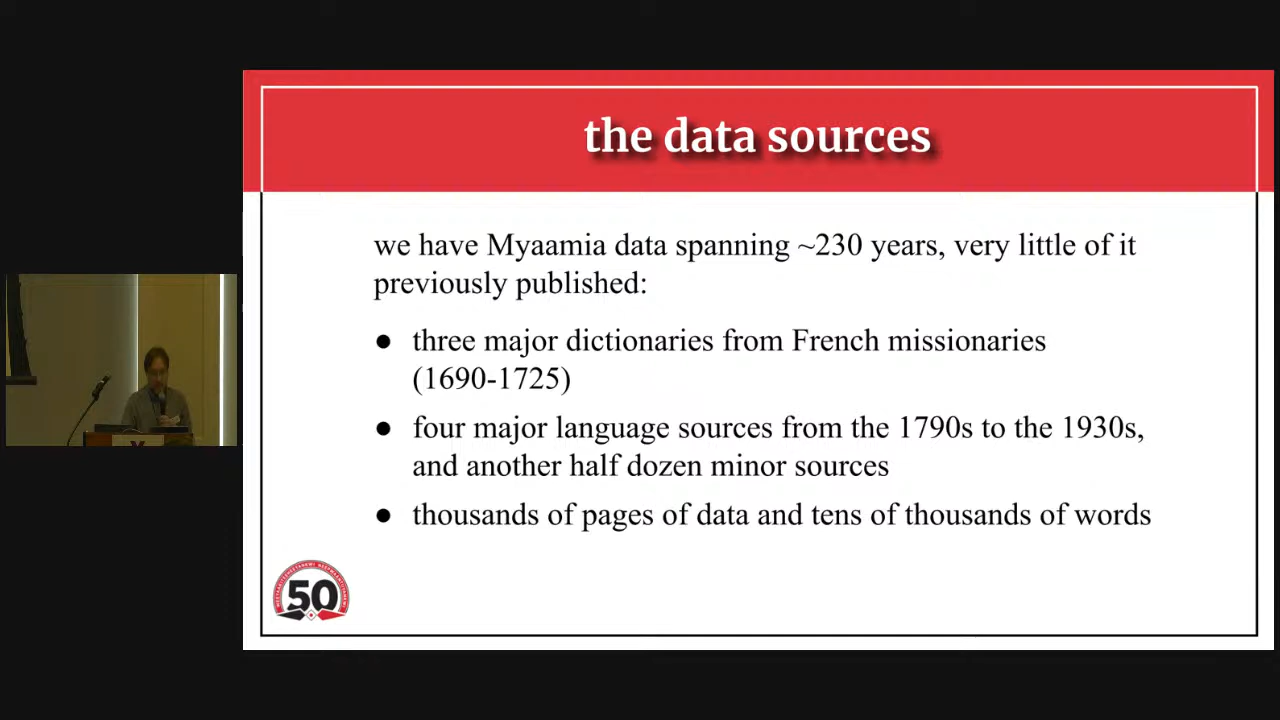 the data sources
we have Myaamia data spanning ~230 years, very little of it
previously published:
● three major dictionaries from French missionaries
(1690-1725)
● four major language sources from the 1790s to the 1930s,
and another half dozen minor sources
● thousands of pages of data and tens of thousands of words
50